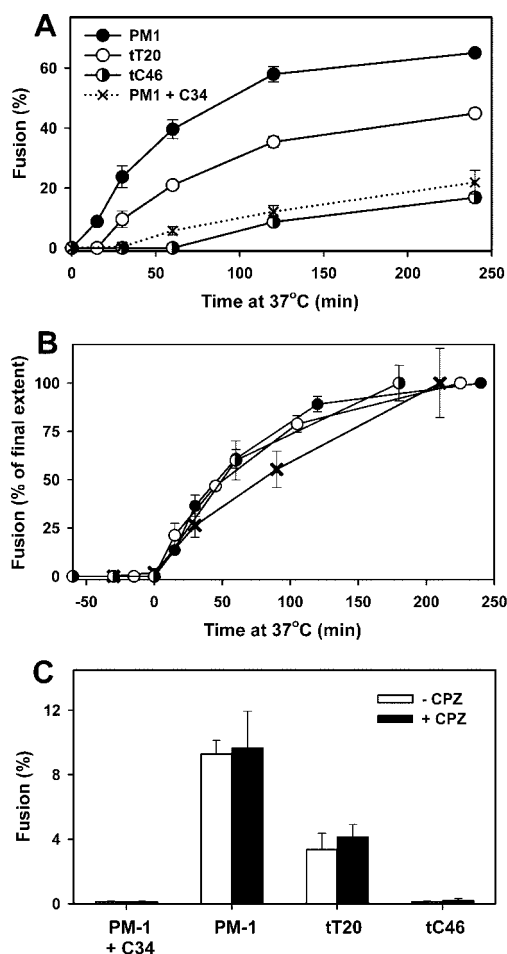 A
PM1
tT20
tC46
PM1 + C34
Fusion (%)
60
40
20
0
0 50 100 150 200 250
Time at 37°C (min)
B
Fusion (% of final extent)
100
75
50
25
0
-50 0 50 100 150 200 250
Time at 37°C (min)
C
- CPZ
+ CPZ
Fusion (%)
12
8
4
0
PM-1 PM-1 tT20 tC46
+ C34